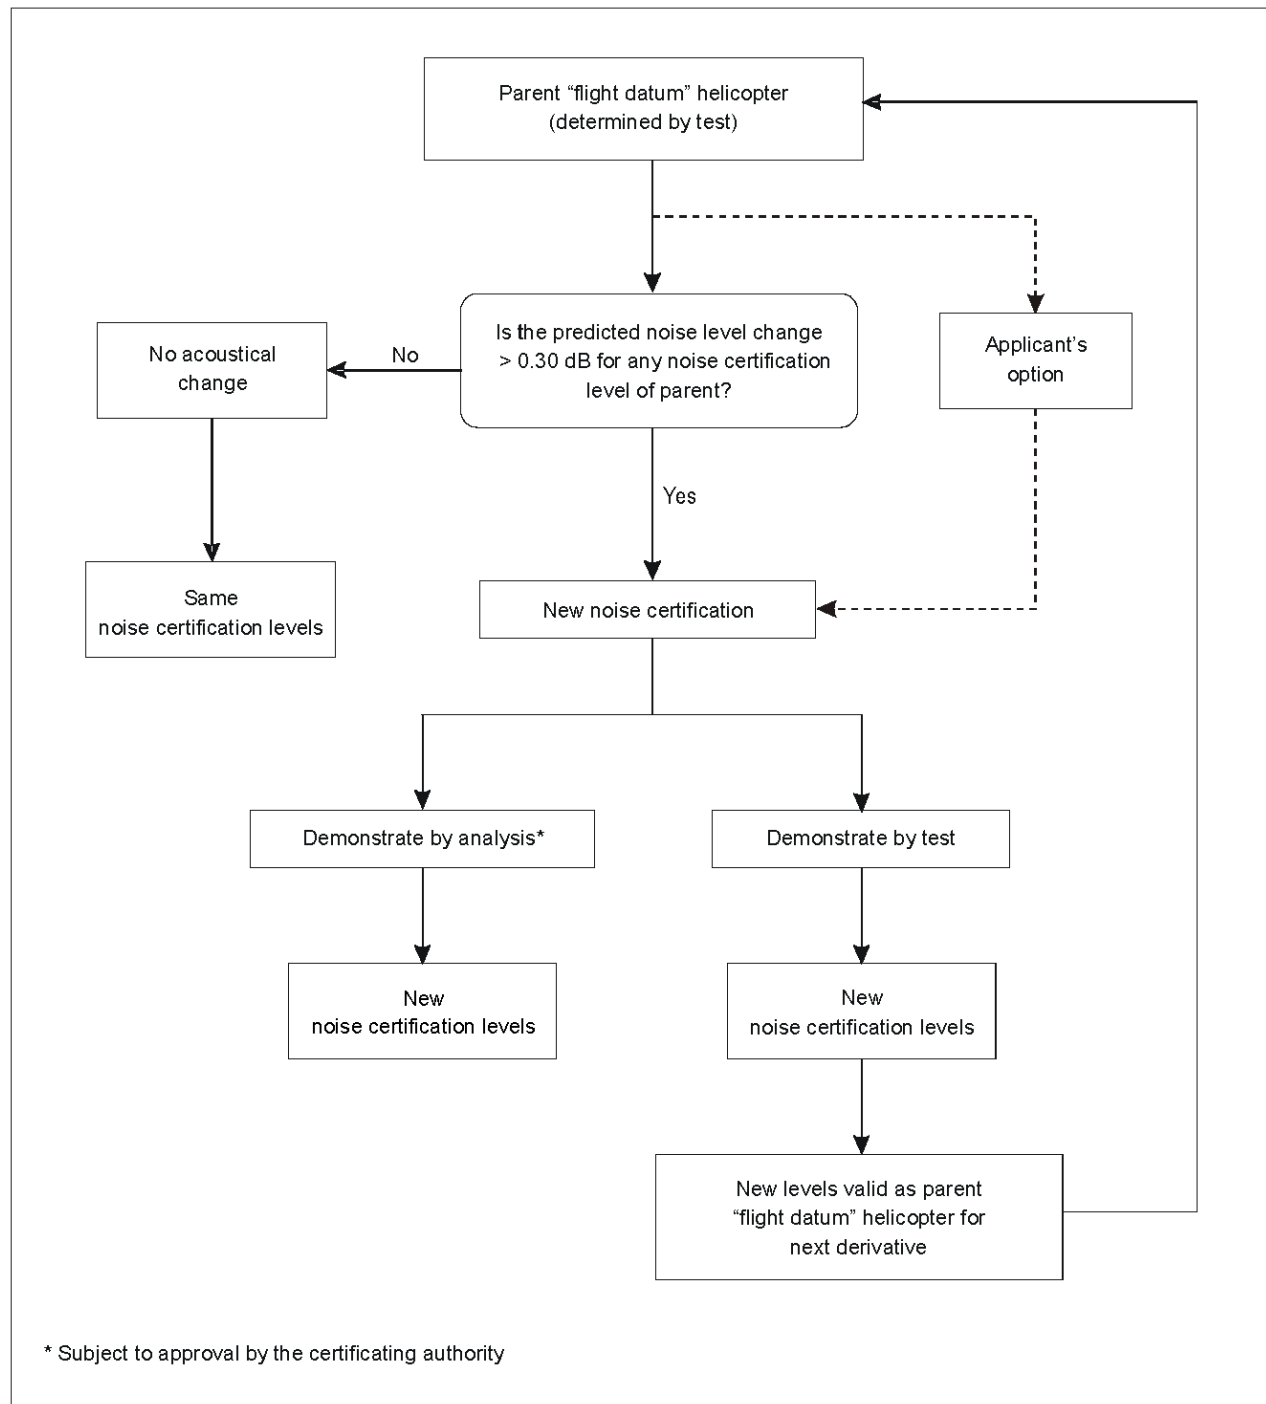 Parent “flight datum” helicopter
(determined by test)
Is the predicted noise level change
> 0.30 dB for any noise certification
level of parent?
No
No acoustical
change
Applicant’s
option
Yes
Same
noise certification levels
New noise certification
Demonstrate by analysis*
Demonstrate by test
New
noise certification levels
New
noise certification levels
New levels valid as parent
“flight datum” helicopter for
next derivative
* Subject to approval by the certificating authority